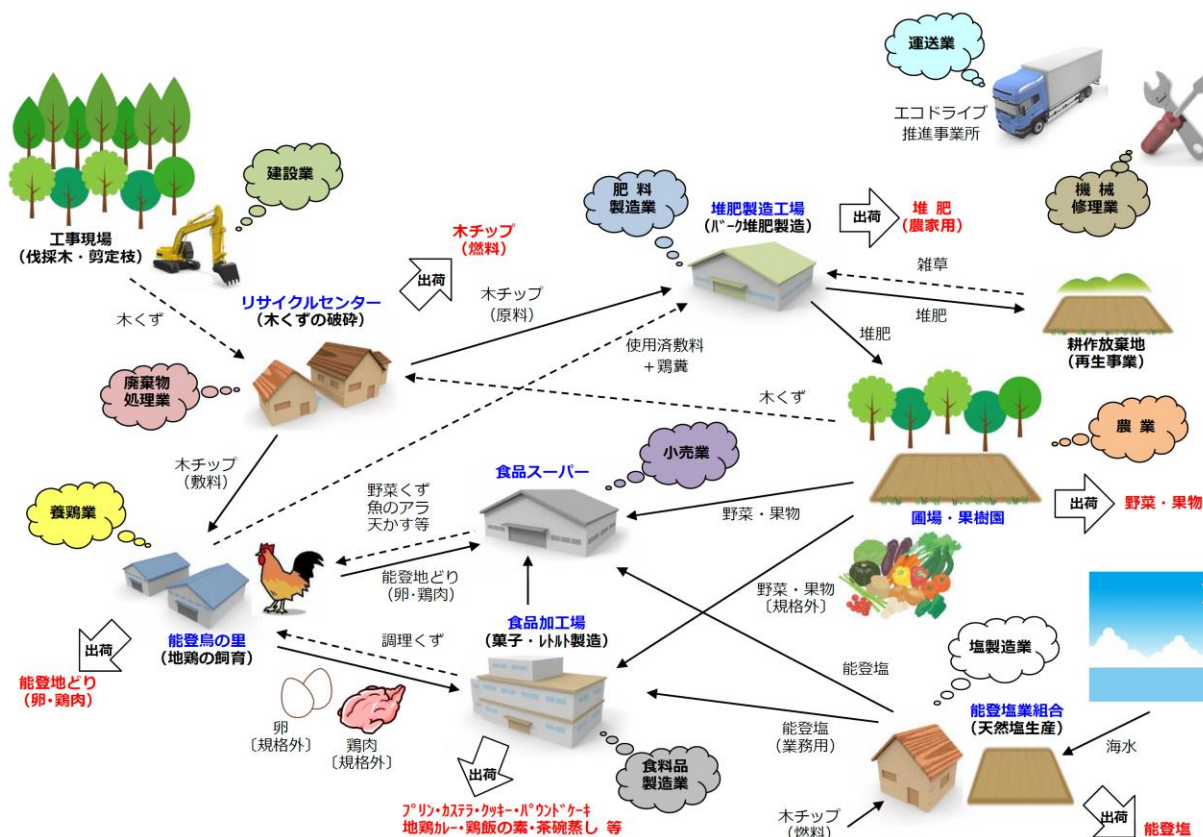 運送業
エコドライブ
推進事業所
機 械
修理業
建設業
工事現場
(伐採木・剪定枝)
肥 料
製造業
堆肥製造工場
(バーク堆肥製造)
出荷
堆 肥
(農家用)
木チップ
(燃料)
出荷
リサイクルセンター
(木くずの破砕)
木くず
木チップ
(原料)
雑草
堆肥
堆肥
耕作放棄地
(再生事業)
使用済敷料
+鶏糞
廃棄物
処理業
木くず
農 業
小売業
食品スーパー
木チップ
(敷料)
野菜くず
魚のアラ
天かす等
養鶏業
野菜・果物
圃場・果樹園
出荷
野菜・果物
能登地どり
(卵・鶏肉)
野菜・果物
〔規格外〕
食品加工場
(菓子・レトルト製造)
調理くず
能登鳥の里
(地鶏の飼育)
出荷
能登地どり
(卵・鶏肉)
塩製造業
能登塩
能登塩業組合
(天然塩生産)
海水
能登塩
(業務用)
卵
〔規格外〕
鶏肉
〔規格外〕
出荷
食料品
製造業
プリン・カステラ・クッキー・パウンドケーキ
地鶏カレー・鶏飯の素・茶碗蒸し 等
木チップ
(燃料)
出荷
能登塩